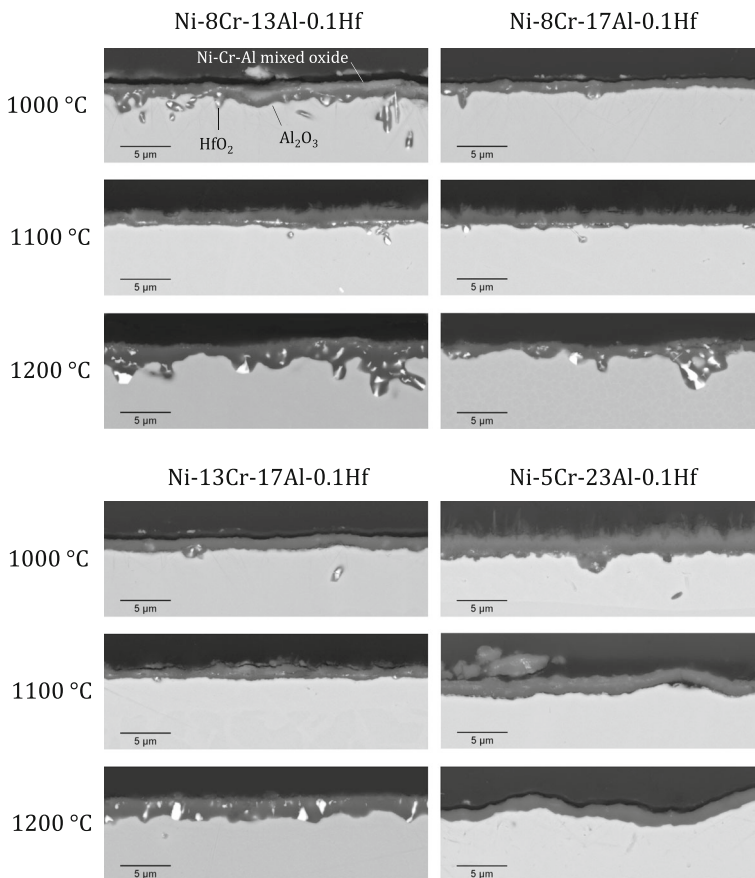 Ni-8Cr-13Al-0.1Hf
Ni-8Cr-17Al-0.1Hf
1000 °C
Ni-Cr-Al mixed oxide
HfO₂
Al₂O₃
5 µm
5 µm
1100 °C
5 µm
5 µm
1200 °C
5 µm
5 µm
Ni-13Cr-17Al-0.1Hf
Ni-5Cr-23Al-0.1Hf
1000 °C
5 µm
5 µm
1100 °C
5 µm
5 µm
1200 °C
5 µm
5 µm